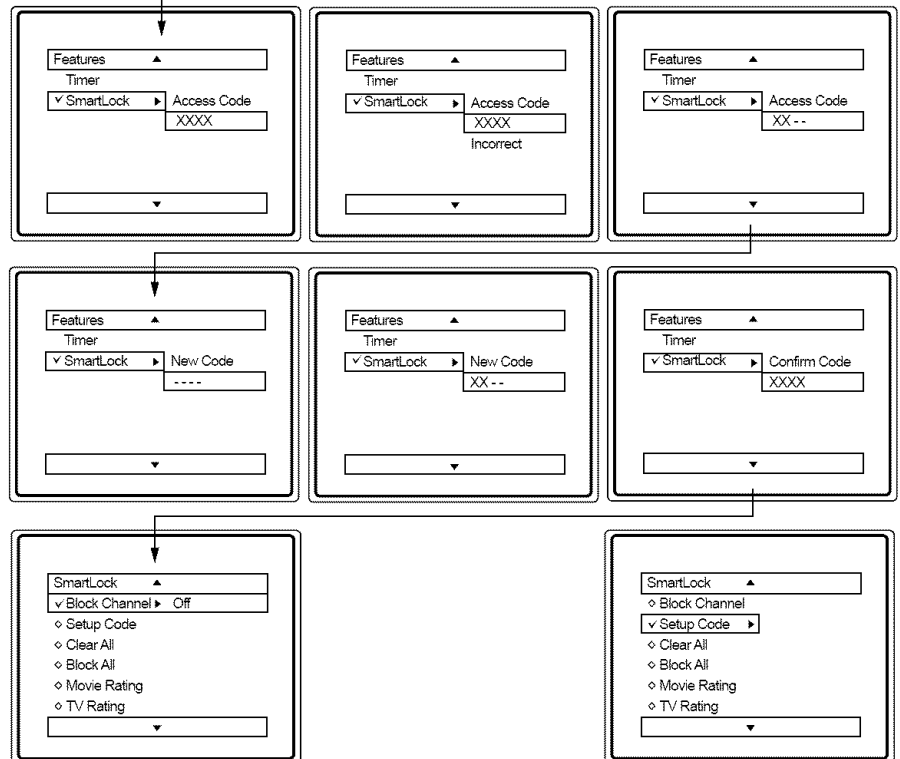 Features ▲
Timer
✓ SmartLock ▶ Access Code
XXXX
▼
Features ▲
Timer
✓ SmartLock ▶ Access Code
XXXX
Incorrect
▼
Features ▲
Timer
✓ SmartLock ▶ Access Code
XX - -
▼
Features ▲
Timer
✓ SmartLock ▶ New Code
- - - -
▼
Features ▲
Timer
✓ SmartLock ▶ New Code
XX - -
▼
Features ▲
Timer
✓ SmartLock ▶ Confirm Code
XXXX
▼
SmartLock ▲
✓ Block Channel ▶ Off
◇ Setup Code
◇ Clear All
◇ Block All
◇ Movie Rating
◇ TV Rating
▼
SmartLock ▲
◇ Block Channel
✓ Setup Code ▶
◇ Clear All
◇ Block All
◇ Movie Rating
◇ TV Rating
▼